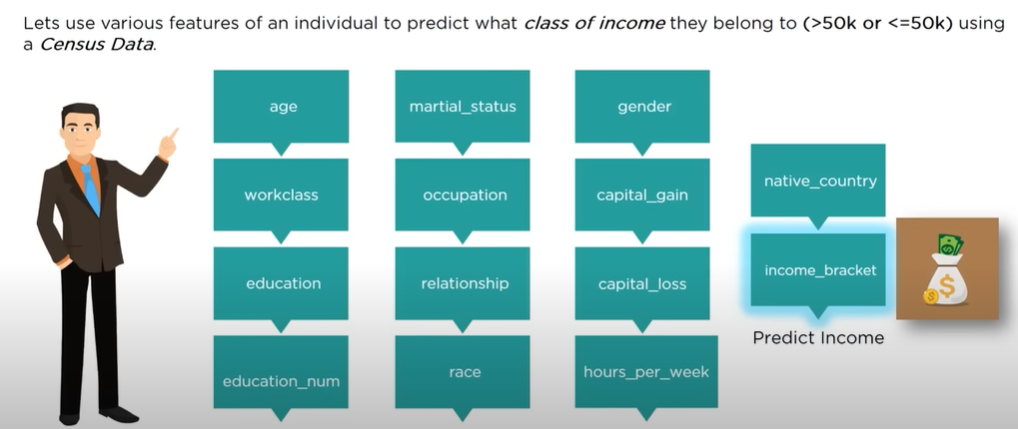 Lets use various features of an individual to predict what class of income they belong to (>50k or <=50k) using
a Census Data.
age
workclass
education
education_num
martial_status
occupation
relationship
race
gender
capital_gain
capital_loss
hours_per_week
native_country
income_bracket
Predict Income
$
$